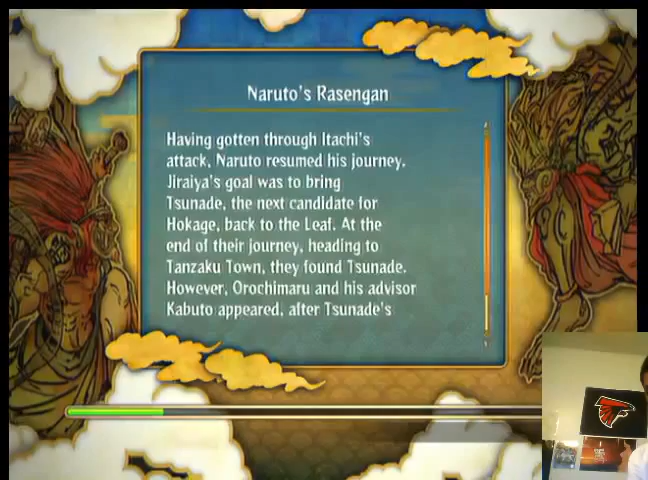 Naruto's Rasengan
Having gotten through Itachi's
attack, Naruto resumed his journey.
Jiraiya's goal was to bring
Tsunade, the next candidate for
Hokage, back to the Leaf. At the
end of their journey, heading to
Tanzaku Town, they found Tsunade.
However, Orochimaru and his advisor
Kabuto appeared, after Tsunade's